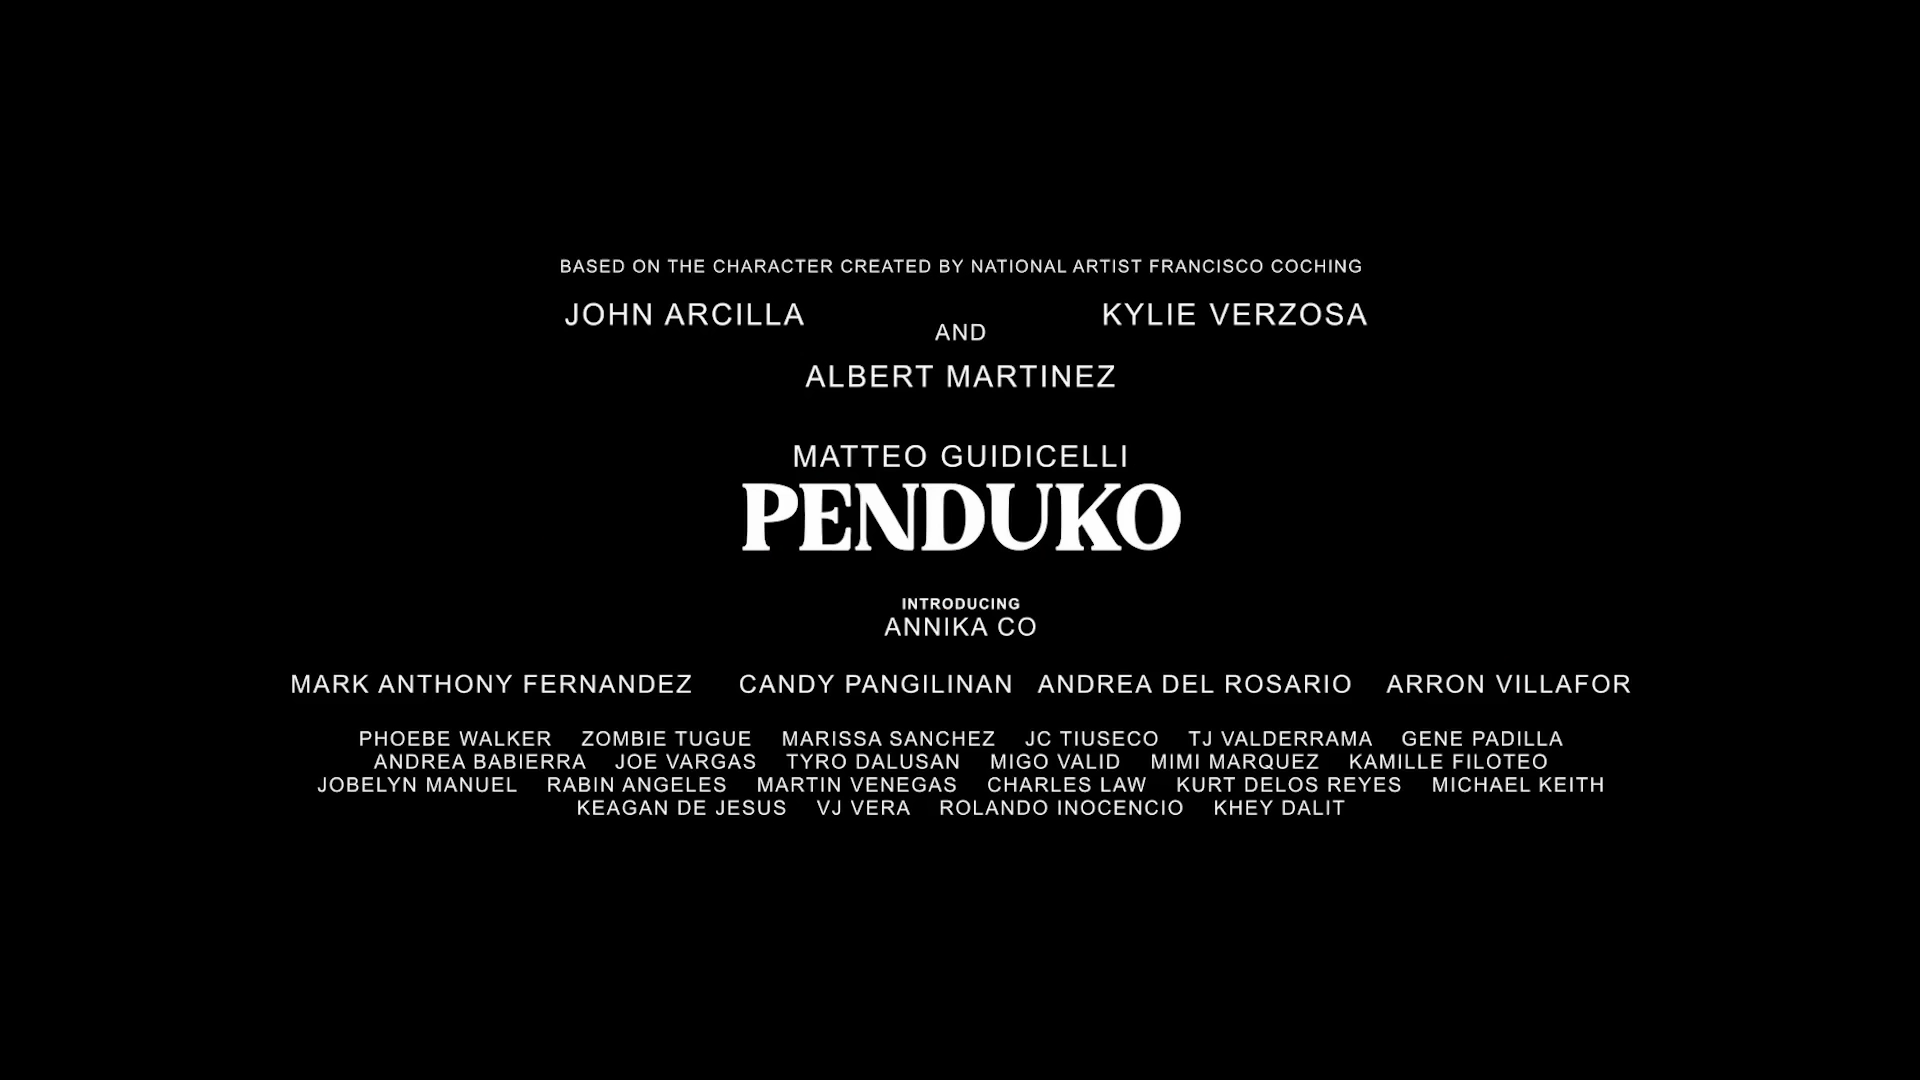 BASED ON THE CHARACTER CREATED BY NATIONAL ARTIST FRANCISCO COCHING
JOHN ARCILLA AND KYLIE VERZOSA
ALBERT MARTINEZ
MATTEO GUIDICELLI
PENDUKO
INTRODUCING
ANNIKA CO
MARK ANTHONY FERNANDEZ CANDY PANGILINAN ANDREA DEL ROSARIO ARRON VILLAFOR
PHOEBE WALKER ZOMBIE TUGUE MARISSA SANCHEZ JC TIUSECO TJ VALDERRAMA GENE PADILLA
ANDREA BABIERRA JOE VARGAS TYRO DALUSAN MIGO VALID MIMI MARQUEZ KAMILLE FILOTEO
JOBELYN MANUEL RABIN ANGELES MARTIN VENEGAS CHARLES LAW KURT DELOS REYES MICHAEL KEITH
KEAGAN DE JESUS VJ VERA ROLANDO INOCENCIO KHEY DALIT